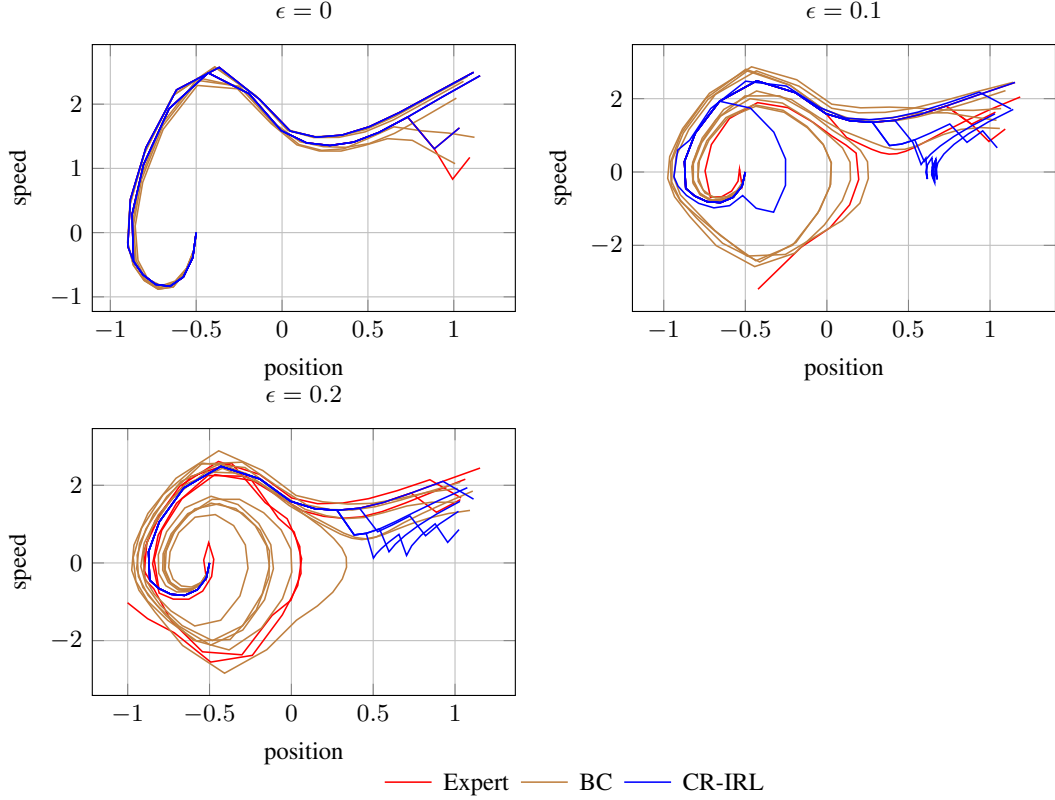 ϵ = 0
speed
2
1
0
−1
−1 −0.5 0 0.5 1
position
ϵ = 0.1
speed
2
0
−2
−1 −0.5 0 0.5 1
position
ϵ = 0.2
speed
2
0
−2
−1 −0.5 0 0.5 1
position
Expert BC CR-IRL